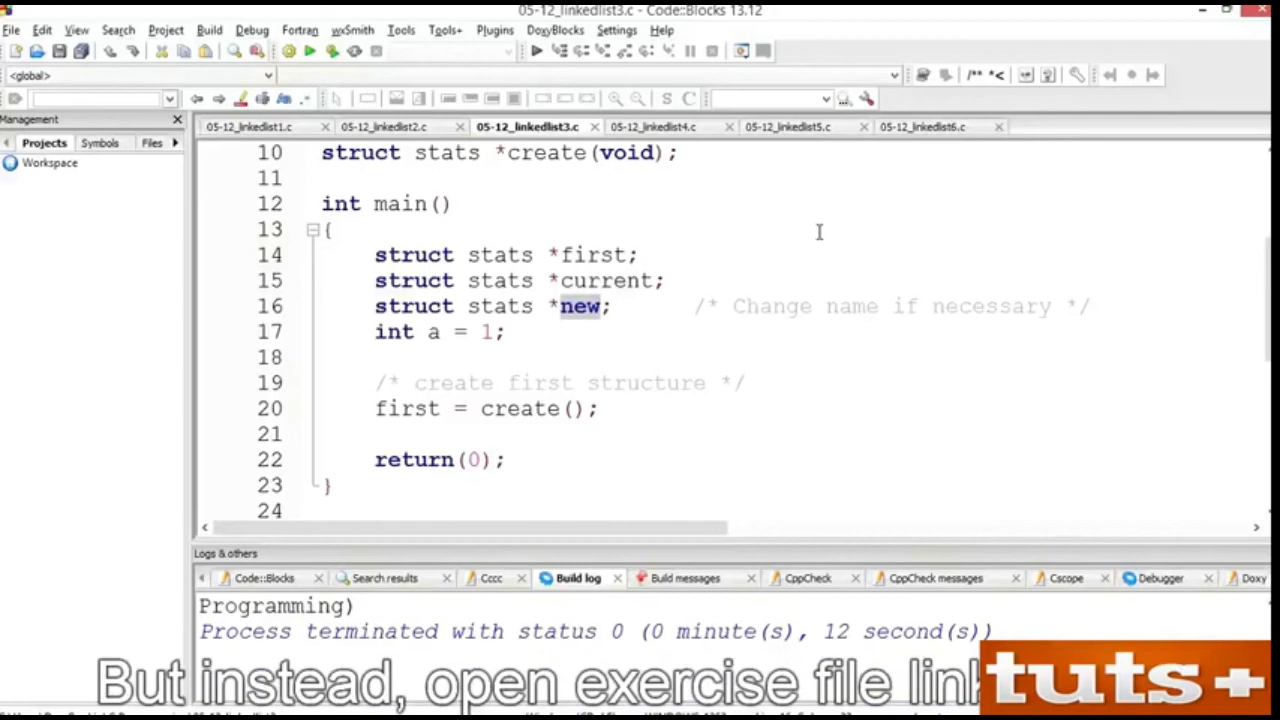 05-12_linkedlist3.c - Code::Blocks 13.12
File Edit View Search Project Build Debug Fortran wxSmith Tools Tools+ Plugins DoxyBlocks Settings Help
<global>
/** *<
S C
Management
Projects Symbols Files
Workspace
05-12_linkedlist1.c 05-12_linkedlist2.c 05-12_linkedlist3.c 05-12_linkedlist4.c 05-12_linkedlist5.c 05-12_linkedlist6.c
10 struct stats *create(void);
11
12 int main()
13 {
14 struct stats *first;
15 struct stats *current;
16 struct stats *new; /* Change name if necessary */
17 int a = 1;
18
19 /* create first structure */
20 first = create();
21
22 return(0);
23 }
24
Logs & others
Code::Blocks Search results Cccc Build log Build messages CppCheck CppCheck messages Cscope Debugger Doxy
Programming)
Process terminated with status 0 (0 minute(s), 12 second(s))
But instead, open exercise file link
tuts+